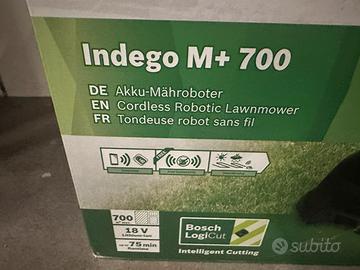 Indego M+ 700
DE Akku-Mähroboter
EN Cordless Robotic Lawnmower
FR Tondeuse robot sans fil
700
18 V
75 min
Bosch
LogiCut
Intelligent Cutting
subito